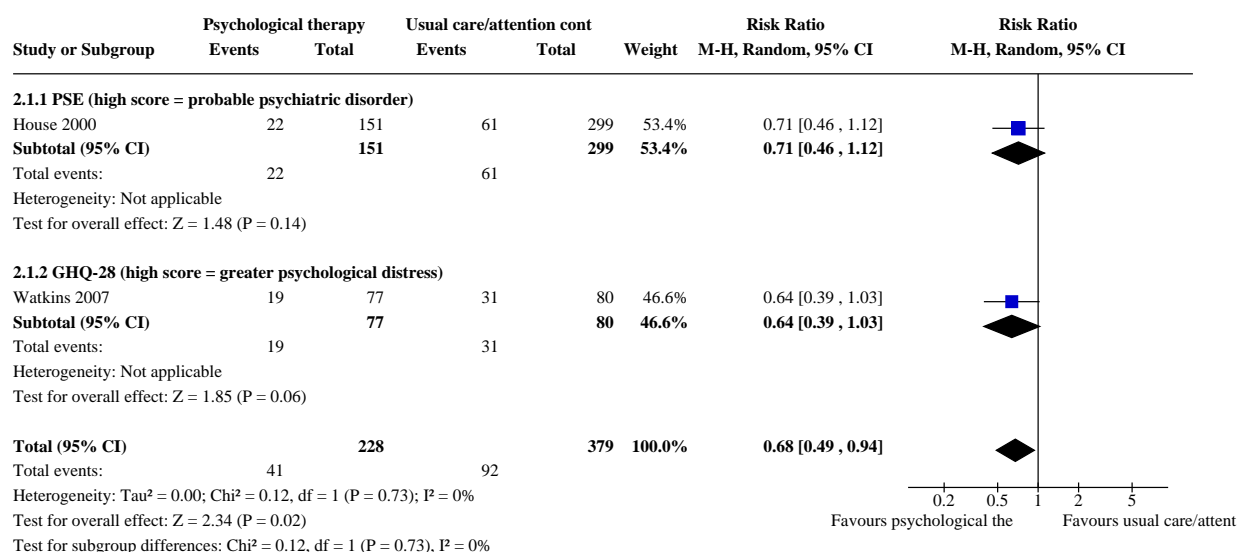 Psychological therapy Usual care/attention cont Risk Ratio Risk Ratio
Study or Subgroup Events Total Events Total Weight M-H, Random, 95% CI M-H, Random, 95% CI
2.1.1 PSE (high score = probable psychiatric disorder)
House 2000 22 151 61 299 53.4% 0.71 [0.46 , 1.12]
Subtotal (95% CI) 151 299 53.4% 0.71 [0.46 , 1.12]
Total events: 22 61
Heterogeneity: Not applicable
Test for overall effect: Z = 1.48 (P = 0.14)
2.1.2 GHQ-28 (high score = greater psychological distress)
Watkins 2007 19 77 31 80 46.6% 0.64 [0.39 , 1.03]
Subtotal (95% CI) 77 80 46.6% 0.64 [0.39 , 1.03]
Total events: 19 31
Heterogeneity: Not applicable
Test for overall effect: Z = 1.85 (P = 0.06)
Total (95% CI) 228 379 100.0% 0.68 [0.49 , 0.94]
Total events: 41 92
Heterogeneity: Tau² = 0.00; Chi² = 0.12, df = 1 (P = 0.73); I² = 0%
0.2 0.5 1 2 5
Test for overall effect: Z = 2.34 (P = 0.02)
Favours psychological the Favours usual care/attent
Test for subgroup differences: Chi² = 0.12, df = 1 (P = 0.73), I² = 0%